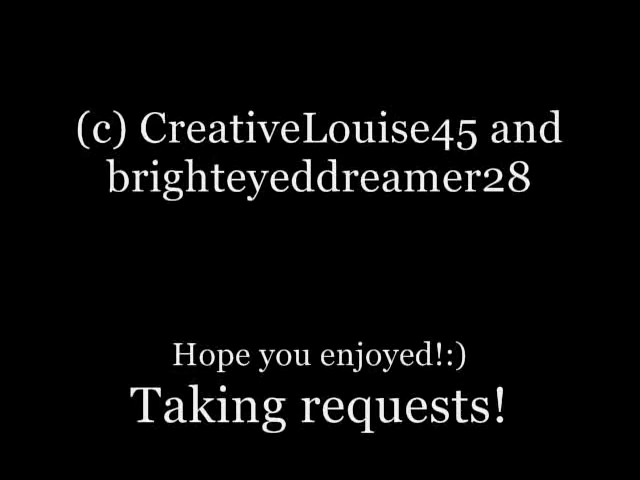 (c) CreativeLouise45 and
brighteyeddreamer28
Hope you enjoyed!:)
Taking requests!